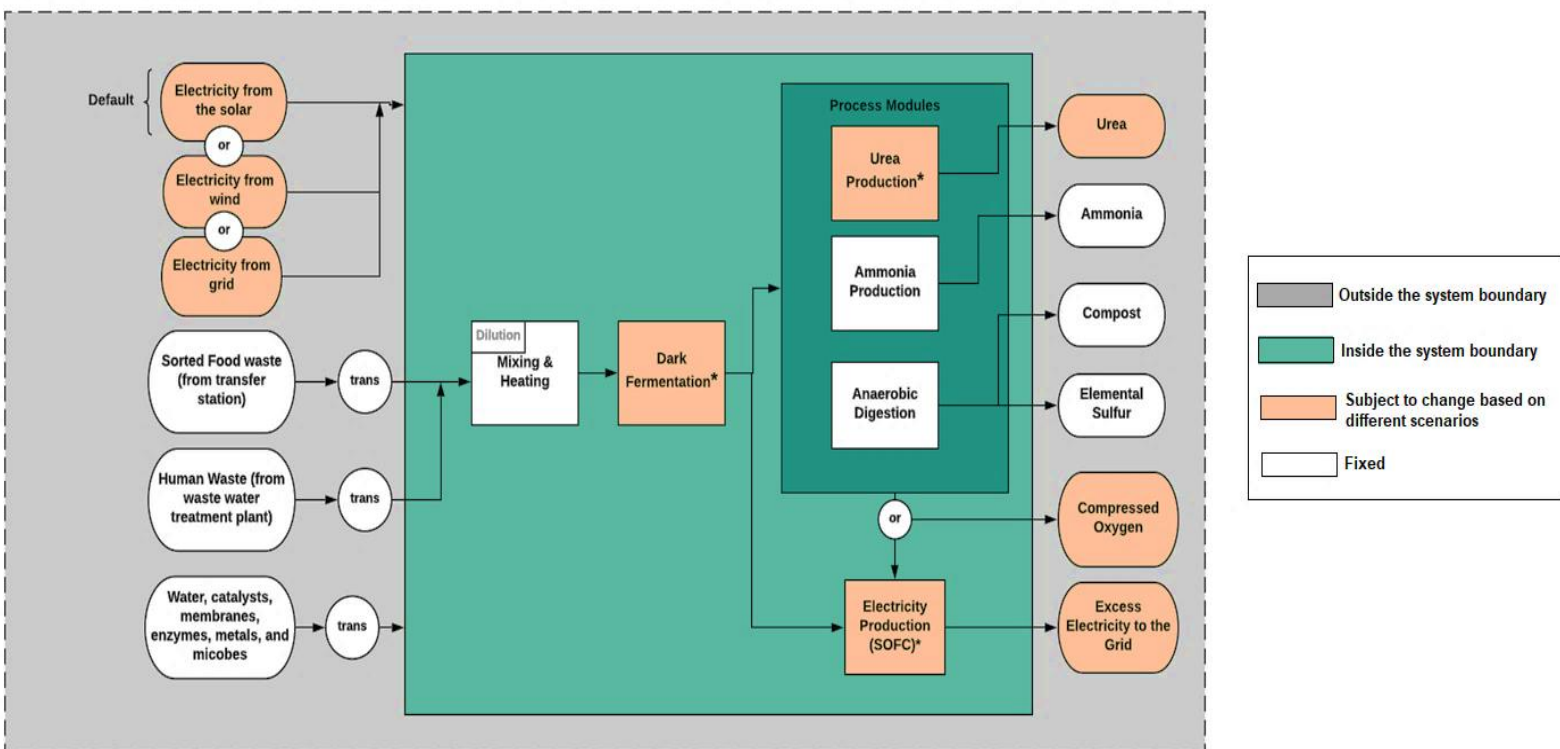 Default
Electricity from
the solar
or
Electricity from
wind
or
Electricity from
grid
Sorted Food waste
(from transfer
station)
trans
Human Waste (from
waste water
treatment plant)
trans
Water, catalysts,
membranes,
enzymes, metals, and
micobes
trans
Dilution
Mixing &
Heating
Dark
Fermentation*
Process Modules
Urea
Production*
Ammonia
Production
Anaerobic
Digestion
or
Electricity
Production
(SOFC)*
Urea
Ammonia
Compost
Elemental
Sulfur
Compressed
Oxygen
Excess
Electricity to the
Grid
Outside the system boundary
Inside the system boundary
Subject to change based on
different scenarios
Fixed